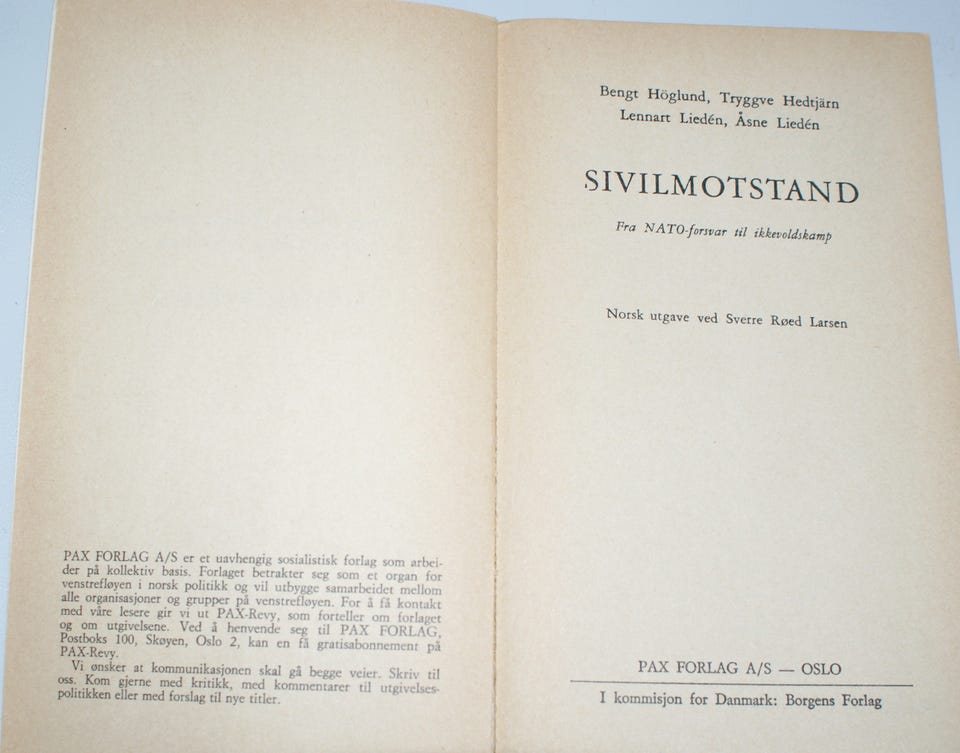 PAX FORLAG A/S er et uavhengig sosialistisk forlag som arbei-
der på kollektiv basis. Forlaget betrakter seg som et organ for
venstrefløyen i norsk politikk og vil utbygge samarbeidet mellom
alle organisasjoner og grupper på venstrefløyen. For å få kontakt
med våre lesere gir vi ut PAX-Revy, som forteller om forlaget
og om utgivelsene. Ved å henvende seg til PAX FORLAG,
Postboks 100, Skøyen, Oslo 2, kan en få gratisabonnement på
PAX-Revy.
Vi ønsker at kommunikasjonen skal gå begge veier. Skriv til
oss. Kom gjerne med kritikk, med kommentarer til utgivelses-
politikken eller med forslag til nye titler.
Bengt Höglund, Tryggve Hedtjärn
Lennart Liedén, Åsne Liedén
SIVILMOTSTAND
Fra NATO-forsvar til ikkevoldskamp
Norsk utgave ved Sverre Røed Larsen
PAX FORLAG A/S — OSLO
I kommisjon for Danmark: Borgens Forlag